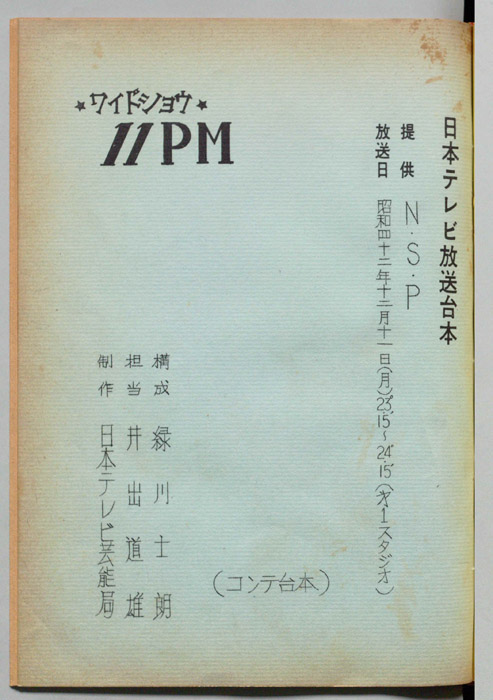 日本テレビ放送台本
提供 N・S・P
放送日 昭和四十二年十二月十一日(月)23'.15'~24'.15'(才1スタジオ)
★ワイドショウ★
11PM
(コンテ台本)
構成 緑川士朗
担当 井出道雄
制作 日本テレビ芸能局